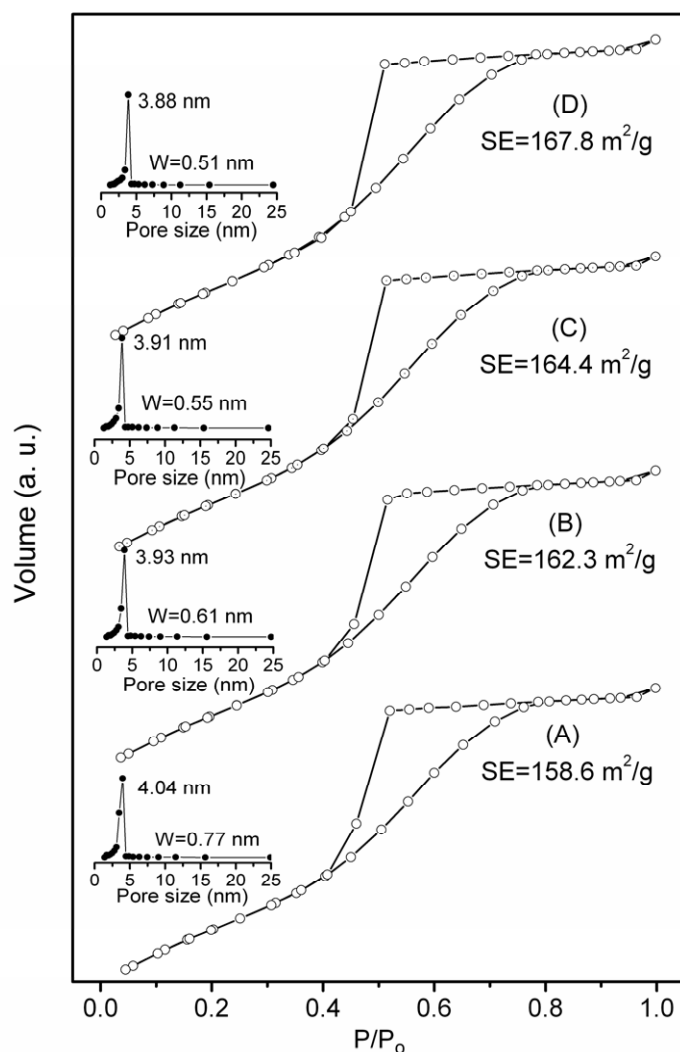 3.88 nm
W=0.51 nm
0 5 10 15 20 25
Pore size (nm)
(D)
SE=167.8 m²/g
3.91 nm
W=0.55 nm
0 5 10 15 20 25
Pore size (nm)
(C)
SE=164.4 m²/g
3.93 nm
W=0.61 nm
0 5 10 15 20 25
Pore size (nm)
(B)
SE=162.3 m²/g
4.04 nm
W=0.77 nm
0 5 10 15 20 25
Pore size (nm)
(A)
SE=158.6 m²/g
Volume (a. u.)
0.0 0.2 0.4 0.6 0.8 1.0
P/Pₒ